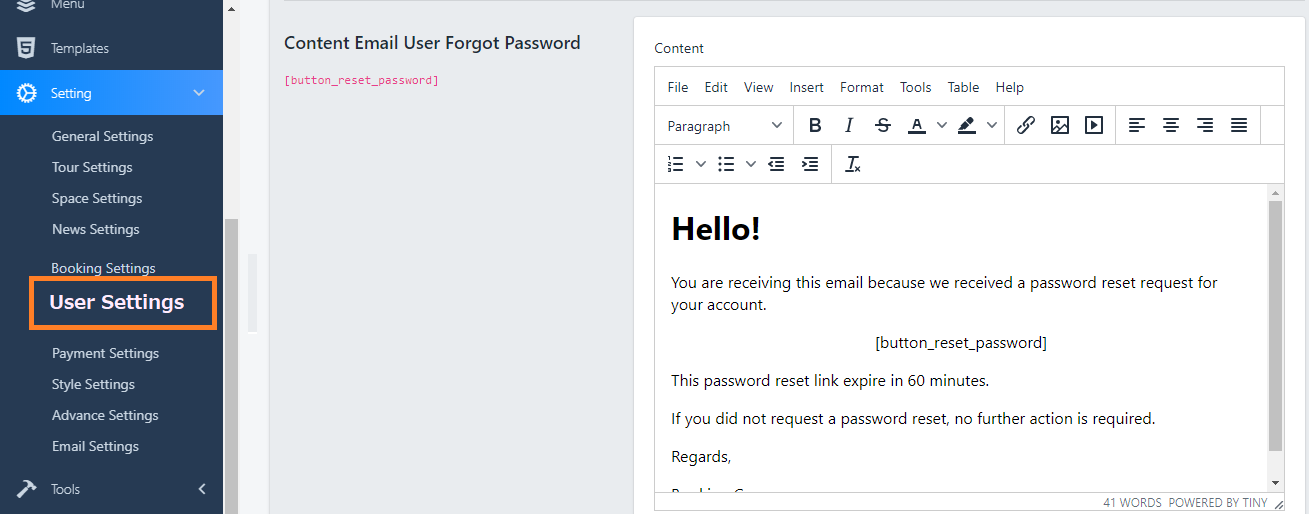 Menu
Templates
Setting
General Settings
Tour Settings
Space Settings
News Settings
Booking Settings
User Settings
Payment Settings
Style Settings
Advance Settings
Email Settings
Tools
Content Email User Forgot Password
[button_reset_password]
Content
File Edit View Insert Format Tools Table Help
Paragraph
Hello!
You are receiving this email because we received a password reset request for
your account.
[button_reset_password]
This password reset link expire in 60 minutes.
If you did not request a password reset, no further action is required.
Regards,
41 WORDS POWERED BY TINY